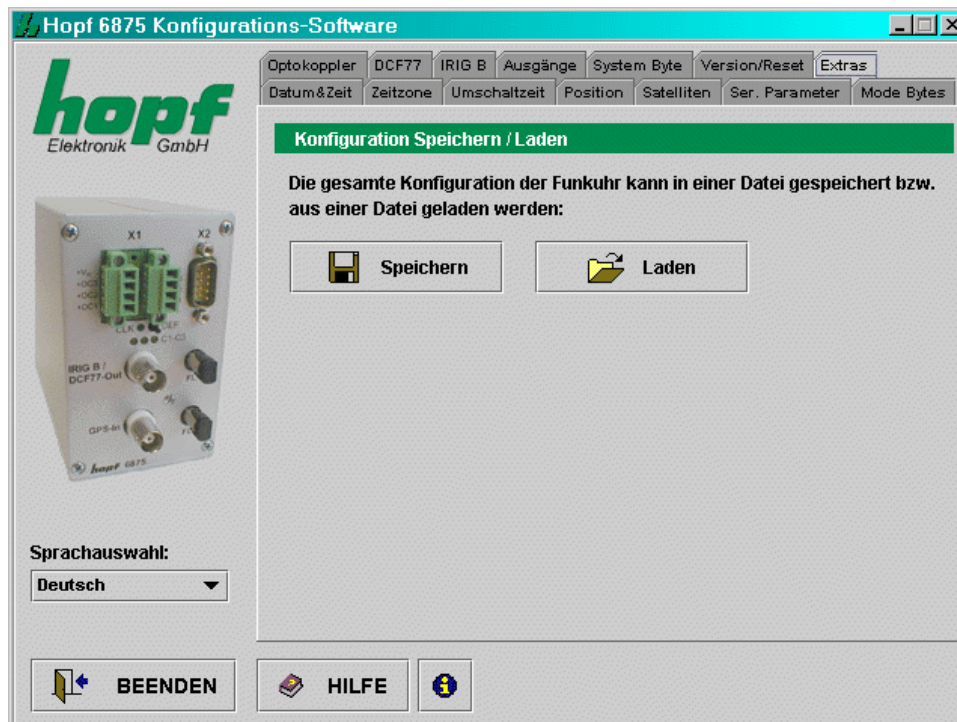 Hopf 6875 Konfigurations-Software
hopf
Elektronik GmbH
Optokoppler DCF77 IRIG B Ausgänge System Byte Version/Reset Extras
Datum&Zeit Zeitzone Umschaltzeit Position Satelliten Ser. Parameter Mode Bytes
Konfiguration Speichern / Laden
Die gesamte Konfiguration der Funkuhr kann in einer Datei gespeichert bzw.
aus einer Datei geladen werden:
Speichern Laden
X1 X2
CLK
C1-C3
IRIG B /
DCF77-Out
GPS-In
hopf 6875
Sprachauswahl:
Deutsch
BEENDEN HILFE